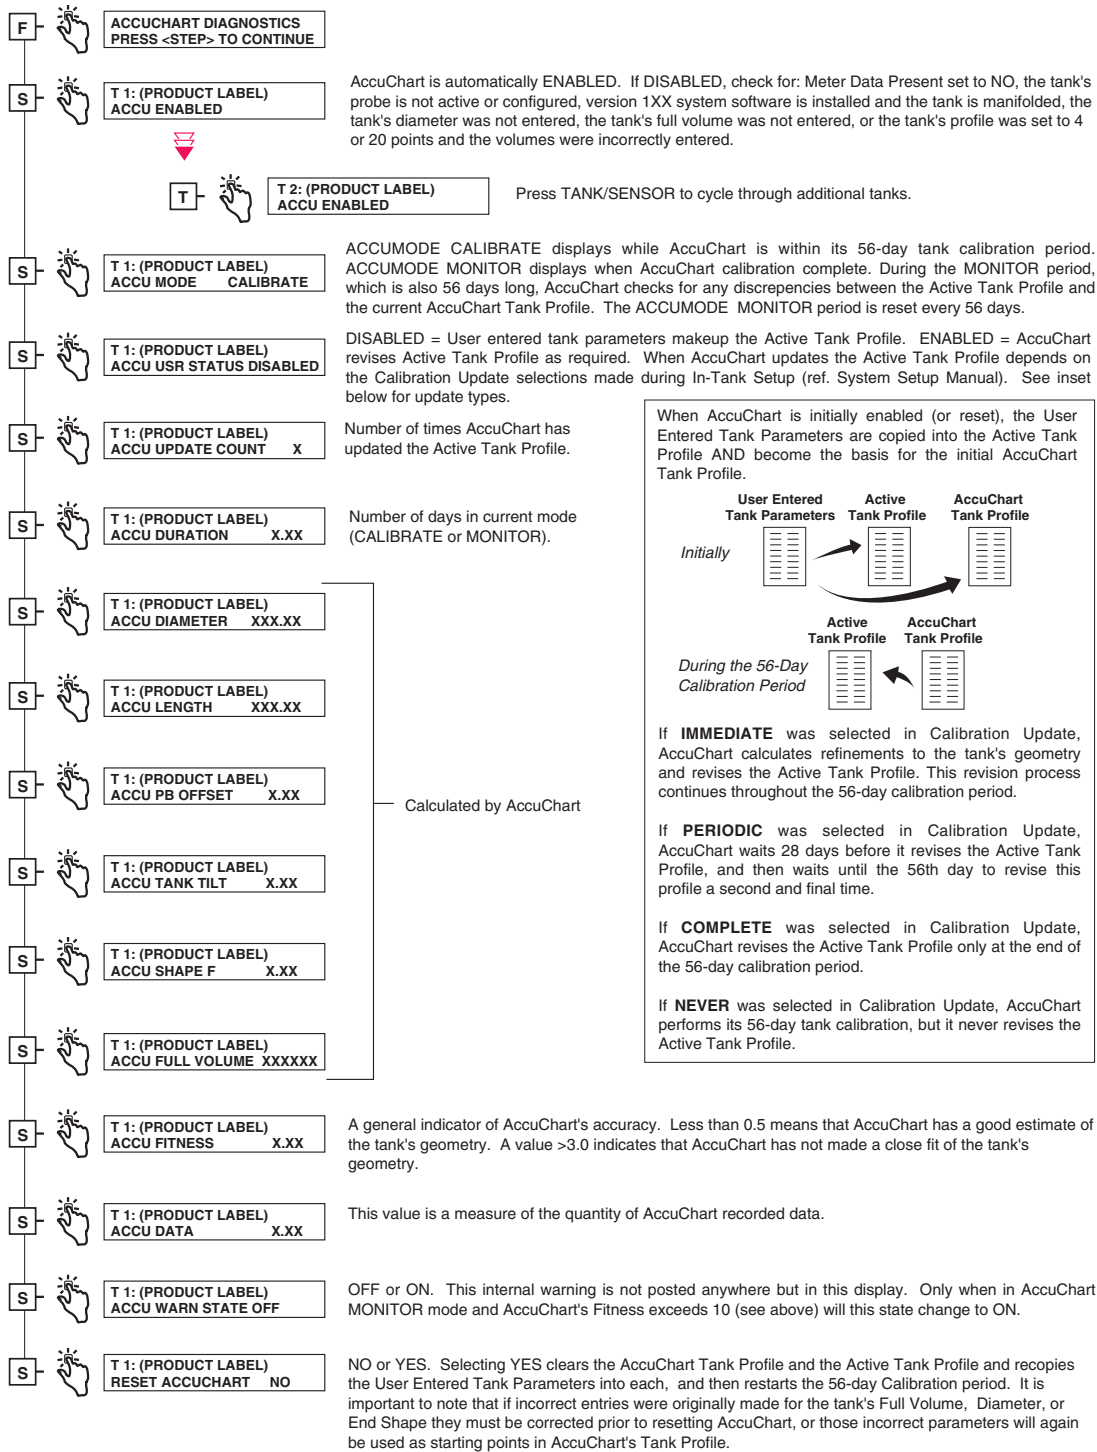 F
ACCUCHART DIAGNOSTICS
PRESS <STEP> TO CONTINUE
S
T 1: (PRODUCT LABEL)
ACCU ENABLED
AccuChart is automatically ENABLED. If DISABLED, check for: Meter Data Present set to NO, the tank's
probe is not active or configured, version 1XX system software is installed and the tank is manifolded, the
tank's diameter was not entered, the tank's full volume was not entered, or the tank's profile was set to 4
or 20 points and the volumes were incorrectly entered.
T
T 2: (PRODUCT LABEL)
ACCU ENABLED
Press TANK/SENSOR to cycle through additional tanks.
S
T 1: (PRODUCT LABEL)
ACCU MODE CALIBRATE
ACCUMODE CALIBRATE displays while AccuChart is within its 56-day tank calibration period.
ACCUMODE MONITOR displays when AccuChart calibration complete. During the MONITOR period,
which is also 56 days long, AccuChart checks for any discrepencies between the Active Tank Profile and
the current AccuChart Tank Profile. The ACCUMODE MONITOR period is reset every 56 days.
S
T 1: (PRODUCT LABEL)
ACCU USR STATUS DISABLED
DISABLED = User entered tank parameters makeup the Active Tank Profile. ENABLED = AccuChart
revises Active Tank Profile as required. When AccuChart updates the Active Tank Profile depends on
the Calibration Update selections made during In-Tank Setup (ref. System Setup Manual). See inset
below for update types.
S
T 1: (PRODUCT LABEL)
ACCU UPDATE COUNT X
Number of times AccuChart has
updated the Active Tank Profile.
S
T 1: (PRODUCT LABEL)
ACCU DURATION X.XX
Number of days in current mode
(CALIBRATE or MONITOR).
S
T 1: (PRODUCT LABEL)
ACCU DIAMETER XXX.XX
S
T 1: (PRODUCT LABEL)
ACCU LENGTH XXX.XX
S
T 1: (PRODUCT LABEL)
ACCU PB OFFSET X.XX
Calculated by AccuChart
S
T 1: (PRODUCT LABEL)
ACCU TANK TILT X.XX
S
T 1: (PRODUCT LABEL)
ACCU SHAPE F X.XX
S
T 1: (PRODUCT LABEL)
ACCU FULL VOLUME XXXXXX
When AccuChart is initially enabled (or reset), the User
Entered Tank Parameters are copied into the Active Tank
Profile AND become the basis for the initial AccuChart
Tank Profile.
User Entered
Tank Parameters
Active
Tank Profile
AccuChart
Tank Profile
Initially
Active
Tank Profile
AccuChart
Tank Profile
During the 56-Day
Calibration Period
If IMMEDIATE was selected in Calibration Update,
AccuChart calculates refinements to the tank's geometry
and revises the Active Tank Profile. This revision process
continues throughout the 56-day calibration period.
If PERIODIC was selected in Calibration Update,
AccuChart waits 28 days before it revises the Active Tank
Profile, and then waits until the 56th day to revise this
profile a second and final time.
If COMPLETE was selected in Calibration Update,
AccuChart revises the Active Tank Profile only at the end of
the 56-day calibration period.
If NEVER was selected in Calibration Update, AccuChart
performs its 56-day tank calibration, but it never revises the
Active Tank Profile.
S
T 1: (PRODUCT LABEL)
ACCU FITNESS X.XX
A general indicator of AccuChart's accuracy. Less than 0.5 means that AccuChart has a good estimate of
the tank's geometry. A value >3.0 indicates that AccuChart has not made a close fit of the tank's
geometry.
S
T 1: (PRODUCT LABEL)
ACCU DATA X.XX
This value is a measure of the quantity of AccuChart recorded data.
S
T 1: (PRODUCT LABEL)
ACCU WARN STATE OFF
OFF or ON. This internal warning is not posted anywhere but in this display. Only when in AccuChart
MONITOR mode and AccuChart's Fitness exceeds 10 (see above) will this state change to ON.
S
T 1: (PRODUCT LABEL)
RESET ACCUCHART NO
NO or YES. Selecting YES clears the AccuChart Tank Profile and the Active Tank Profile and recopies
the User Entered Tank Parameters into each, and then restarts the 56-day Calibration period. It is
important to note that if incorrect entries were originally made for the tank's Full Volume, Diameter, or
End Shape they must be corrected prior to resetting AccuChart, or those incorrect parameters will again
be used as starting points in AccuChart's Tank Profile.